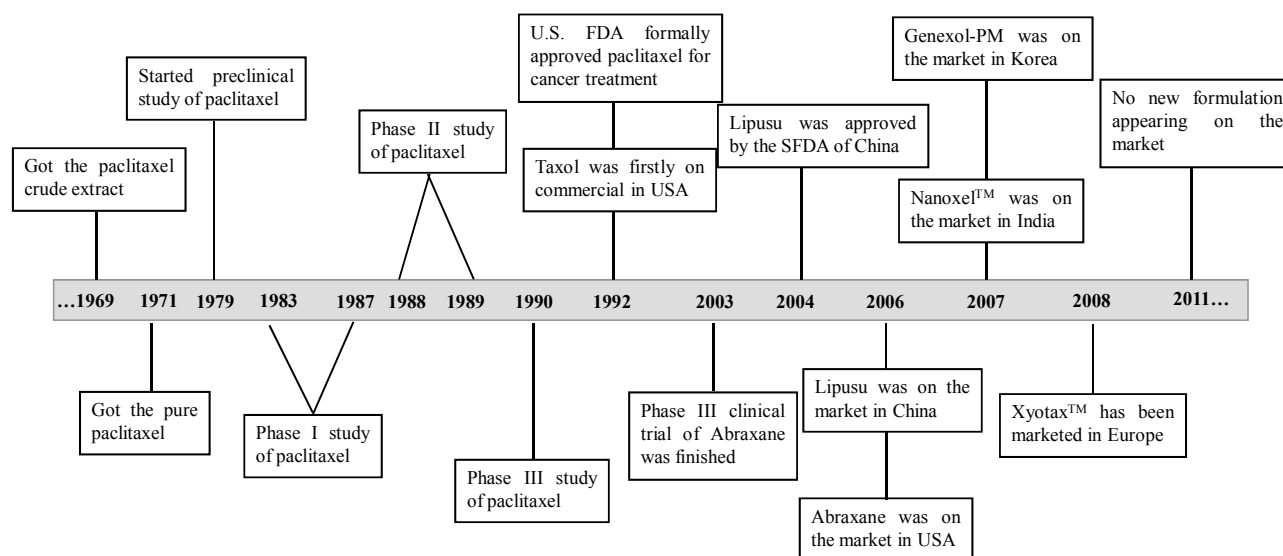 U.S. FDA formally
approved paclitaxel for
cancer treatment
Genexol-PM was on
the market in Korea
Started preclinical
study of paclitaxel
No new formulation
appearing on the
market
Phase II study
of paclitaxel
Lipusu was approved
by the SFDA of China
Got the paclitaxel
crude extract
Taxol was firstly on
commercial in USA
Nanoxel™ was on
the market in India
…1969 1971 1979 1983 1987 1988 1989 1990 1992 2003 2004 2006 2007 2008 2011…
Got the pure
paclitaxel
Phase I study
of paclitaxel
Phase III study
of paclitaxel
Phase III clinical
trial of Abraxane
was finished
Lipusu was on the
market in China
Xyotax™ has been
marketed in Europe
Abraxane was on
the market in USA